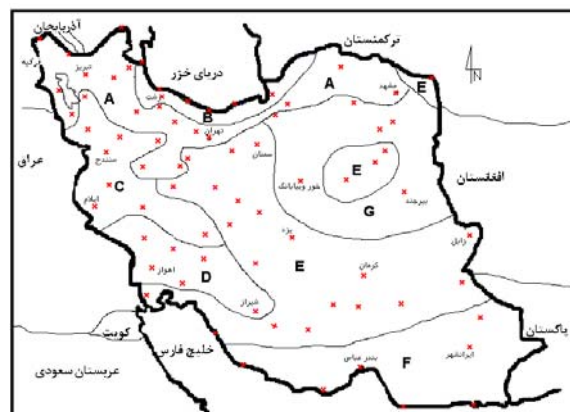 آذربایجان
ترکمنستان
ترکیه
تبریز
دریای خزر
A
A
E
مشهد
رشت
B
تهران
عراق
سنندج
سمنان
افغانستان
E
خور و بیابانک
C
بیرجند
G
ایلام
زابل
یزد
E
کرمان
D
اهواز
شیراز
کویت
خلیج فارس
پاکستان
ایرانشهر
بندر عباس
F
عربستان سعودی
N